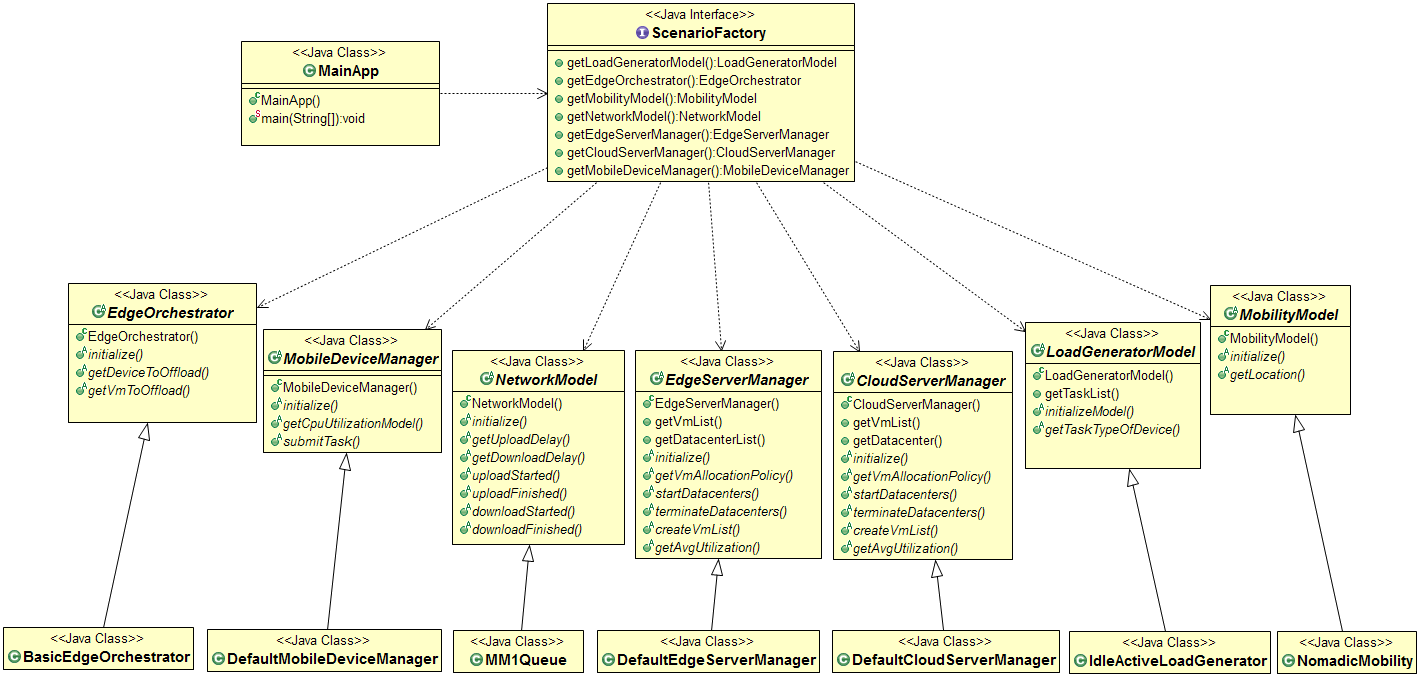 <<Java Interface>>
ScenarioFactory
getLoadGeneratorModel():LoadGeneratorModel
getEdgeOrchestrator():EdgeOrchestrator
getMobilityModel():MobilityModel
getNetworkModel():NetworkModel
getEdgeServerManager():EdgeServerManager
getCloudServerManager():CloudServerManager
getMobileDeviceManager():MobileDeviceManager
<<Java Class>>
MainApp
MainApp()
main(String[]):void
<<Java Class>>
EdgeOrchestrator
EdgeOrchestrator()
initialize()
getDeviceToOffload()
getVmToOffload()
<<Java Class>>
MobileDeviceManager
MobileDeviceManager()
initialize()
getCpuUtilizationModel()
submitTask()
<<Java Class>>
NetworkModel
NetworkModel()
initialize()
getUploadDelay()
getDownloadDelay()
uploadStarted()
uploadFinished()
downloadStarted()
downloadFinished()
<<Java Class>>
EdgeServerManager
EdgeServerManager()
getVmList()
getDatacenterList()
initialize()
getVmAllocationPolicy()
startDatacenters()
terminateDatacenters()
createVmList()
getAvgUtilization()
<<Java Class>>
CloudServerManager
CloudServerManager()
getVmList()
getDatacenter()
initialize()
getVmAllocationPolicy()
startDatacenters()
terminateDatacenters()
createVmList()
getAvgUtilization()
<<Java Class>>
LoadGeneratorModel
LoadGeneratorModel()
getTaskList()
initializeModel()
getTaskTypeOfDevice()
<<Java Class>>
MobilityModel
MobilityModel()
initialize()
getLocation()
<<Java Class>>
BasicEdgeOrchestrator
<<Java Class>>
DefaultMobileDeviceManager
<<Java Class>>
MM1Queue
<<Java Class>>
DefaultEdgeServerManager
<<Java Class>>
DefaultCloudServerManager
<<Java Class>>
IdleActiveLoadGenerator
<<Java Class>>
NomadicMobility